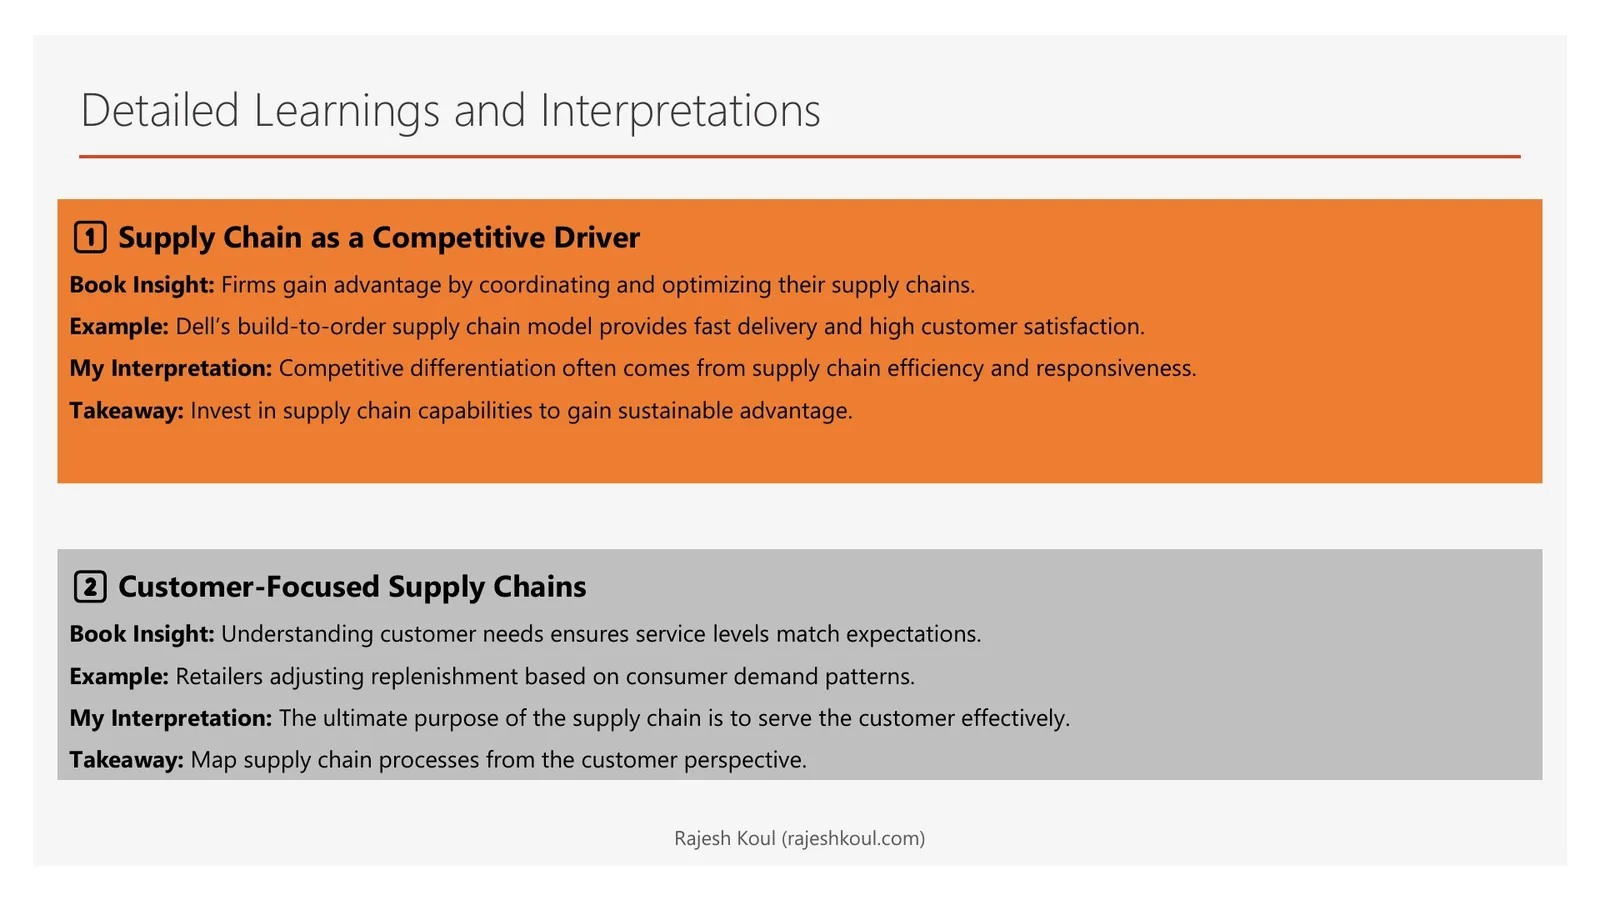 Detailed Learnings and Interpretations
1 Supply Chain as a Competitive Driver
Book Insight: Firms gain advantage by coordinating and optimizing their supply chains.
Example: Dell’s build-to-order supply chain model provides fast delivery and high customer satisfaction.
My Interpretation: Competitive differentiation often comes from supply chain efficiency and responsiveness.
Takeaway: Invest in supply chain capabilities to gain sustainable advantage.
2 Customer-Focused Supply Chains
Book Insight: Understanding customer needs ensures service levels match expectations.
Example: Retailers adjusting replenishment based on consumer demand patterns.
My Interpretation: The ultimate purpose of the supply chain is to serve the customer effectively.
Takeaway: Map supply chain processes from the customer perspective.
Rajesh Koul (rajeshkoul.com)